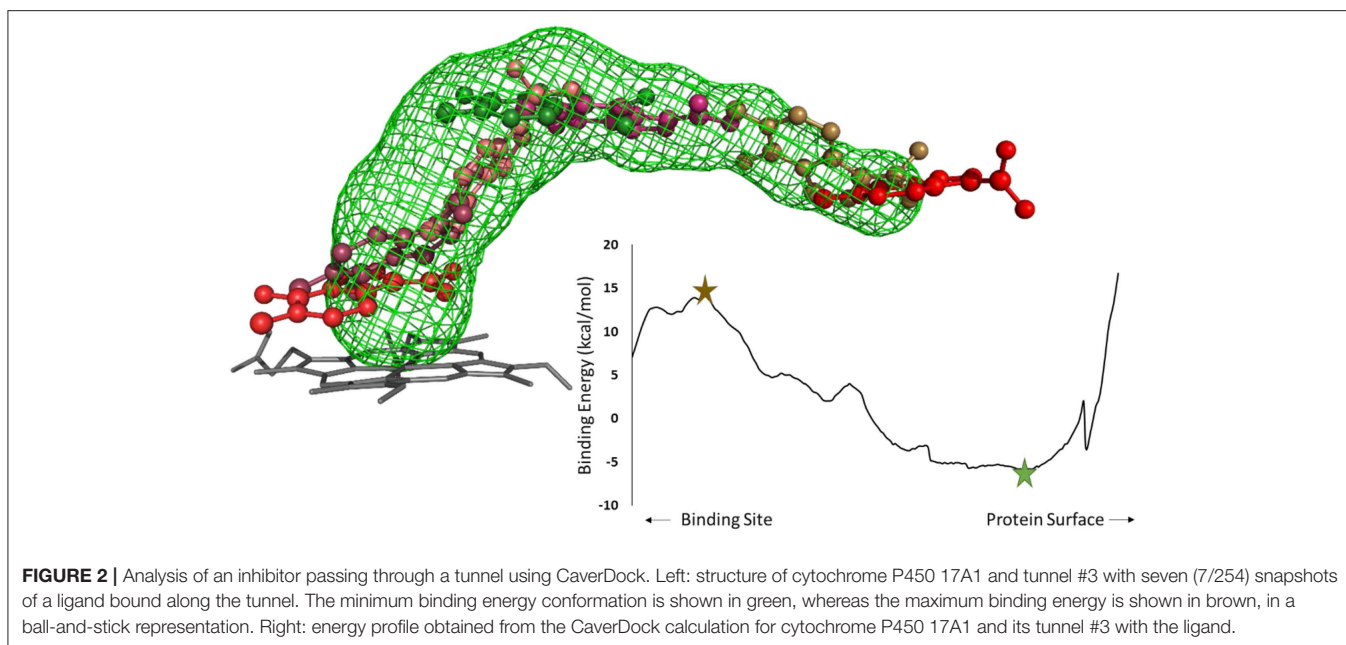 20
15
10
5
0
-5
-10
Binding Energy (kcal/mol)
← Binding Site
Protein Surface →
FIGURE 2 | Analysis of an inhibitor passing through a tunnel using CaverDock. Left: structure of cytochrome P450 17A1 and tunnel #3 with seven (7/254) snapshots
of a ligand bound along the tunnel. The minimum binding energy conformation is shown in green, whereas the maximum binding energy is shown in brown, in a
ball-and-stick representation. Right: energy profile obtained from the CaverDock calculation for cytochrome P450 17A1 and its tunnel #3 with the ligand.